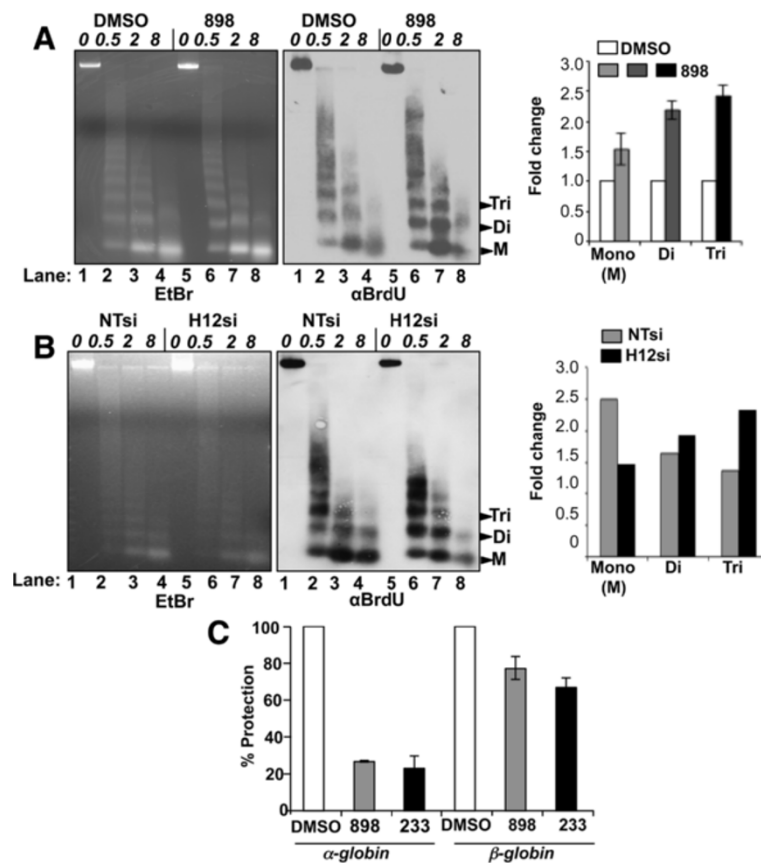 A
DMSO 898 DMSO 898
0 0.5 2 8 0 0.5 2 8 0 0.5 2 8 0 0.5 2 8
Tri
Di
M
Lane: 1 2 3 4 5 6 7 8 1 2 3 4 5 6 7 8
EtBr αBrdU
DMSO
898
Fold change
3.0
2.5
2.0
1.5
1.0
0.5
0
Mono Di Tri
(M)
B
NTsi H12si NTsi H12si
0 0.5 2 8 0 0.5 2 8 0 0.5 2 8 0 0.5 2 8
Tri
Di
M
Lane: 1 2 3 4 5 6 7 8 1 2 3 4 5 6 7 8
EtBr αBrdU
NTsi
H12si
Fold change
3.0
2.5
2.0
1.5
1.0
0.5
0
Mono Di Tri
(M)
C
% Protection
100
80
60
40
20
0
DMSO 898 233 DMSO 898 233
α-globin β-globin